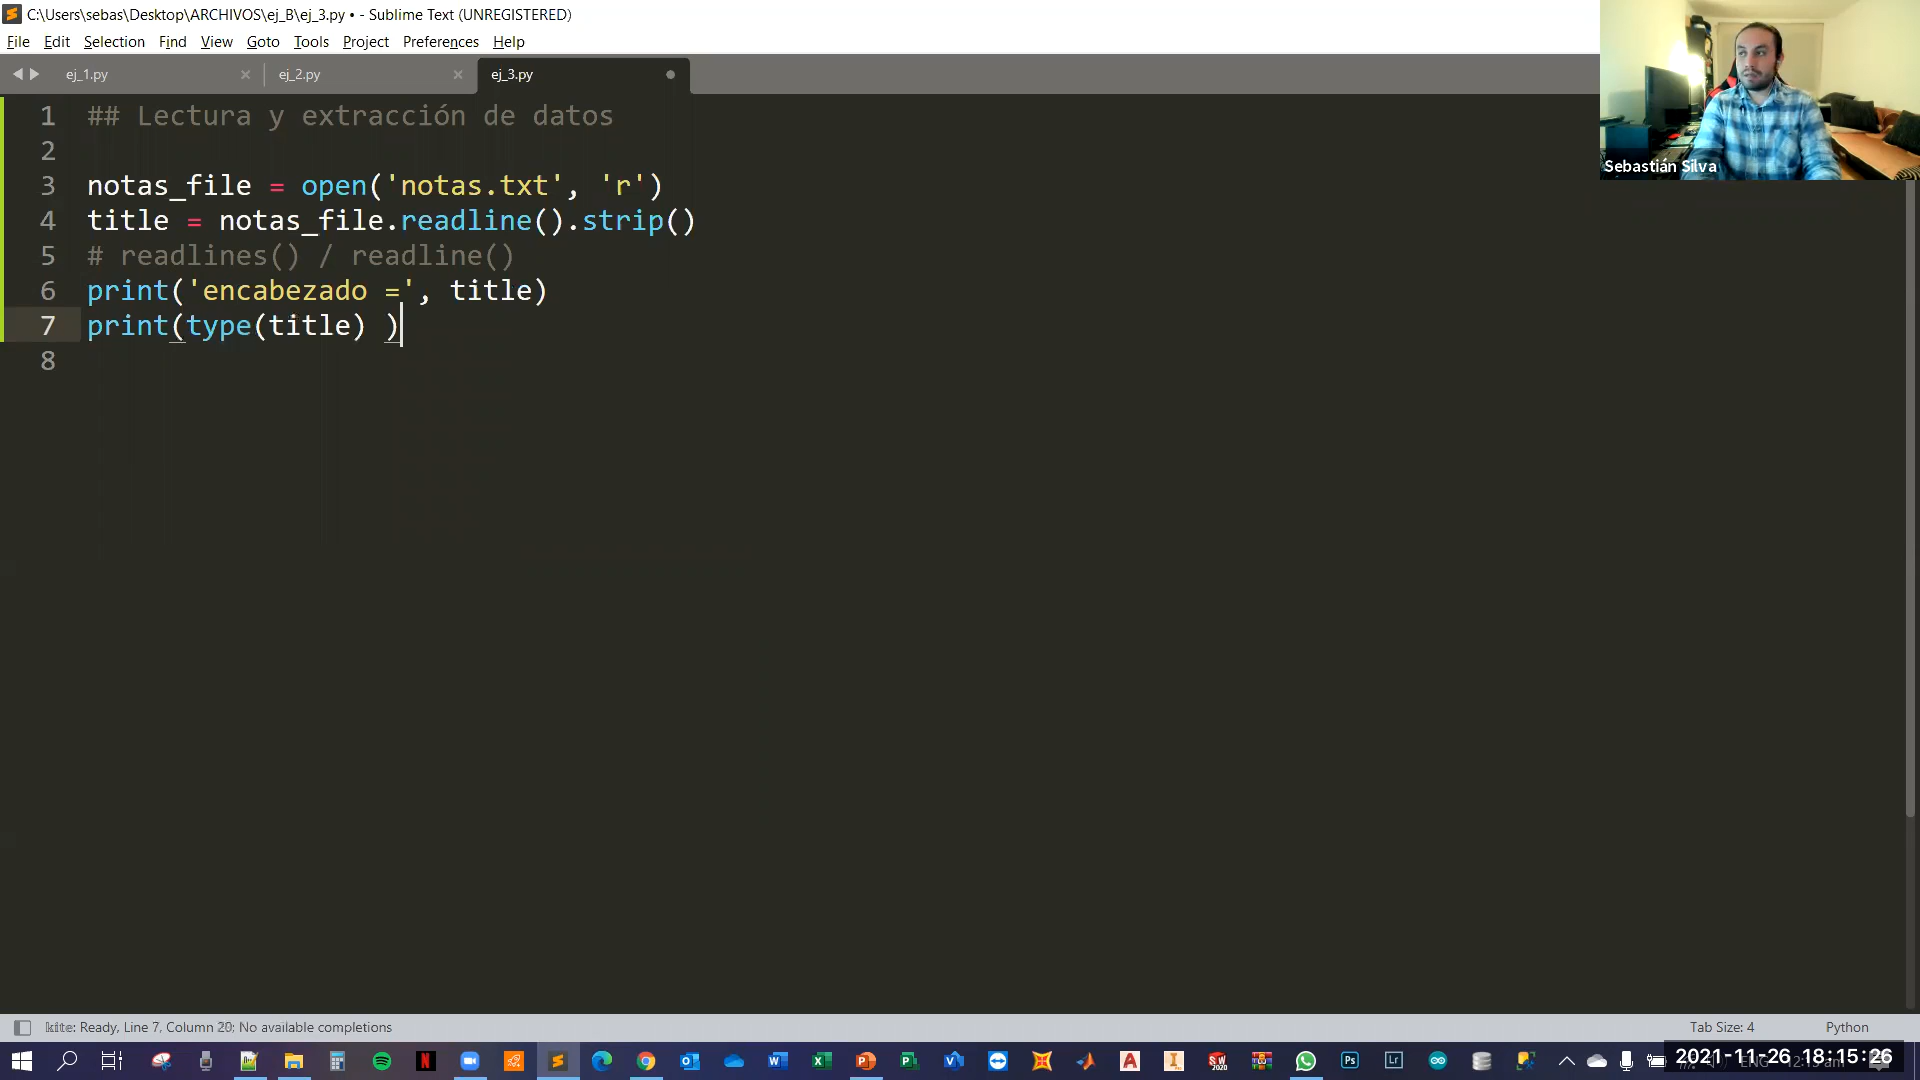 C:\Users\sebas\Desktop\ARCHIVOS\ej_B\ej_3.py • - Sublime Text (UNREGISTERED)
File Edit Selection Find View Goto Tools Project Preferences Help
ej_1.py ej_2.py ej_3.py
1 ## Lectura y extracción de datos
2
3 notas_file = open('notas.txt', 'r')
4 title = notas_file.readline().strip()
5 # readlines() / readline()
6 print('encabezado =', title)
7 print(type(title) )
8
Sebastián Silva
kite: Ready, Line 7, Column 20; No available completions
Tab Size: 4
Python
2021-11-26 18:15:26